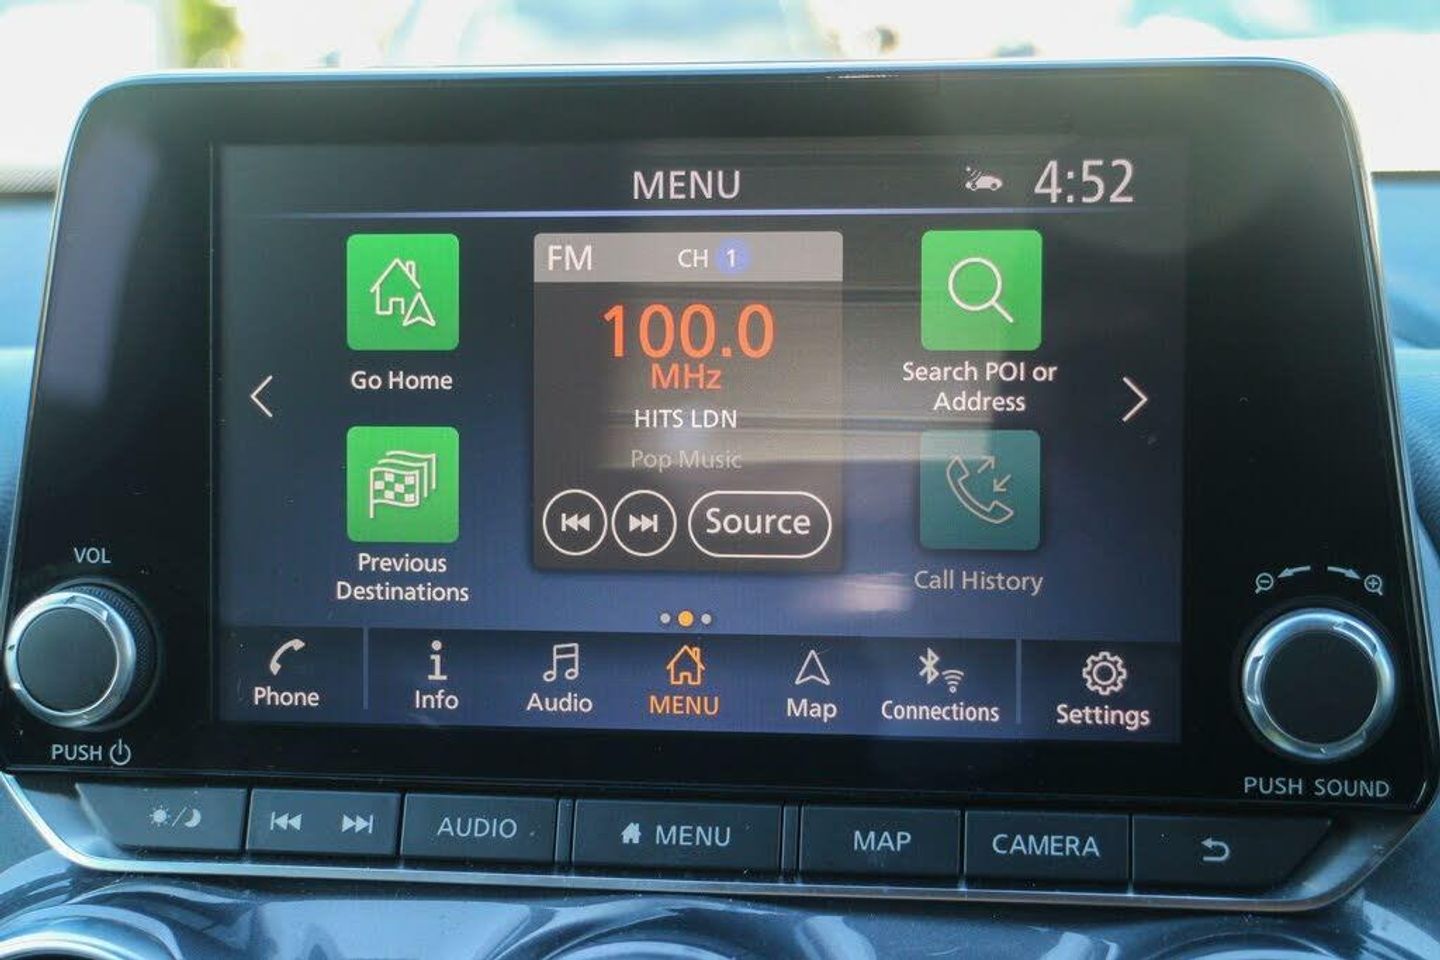 MENU
4:52
FM CH 1
100.0
MHz
HITS LDN
Pop Music
Source
Go Home
Previous
Destinations
Search POI or
Address
Call History
Phone
Info
Audio
MENU
Map
Connections
Settings
VOL
PUSH
PUSH SOUND
AUDIO
MENU
MAP
CAMERA